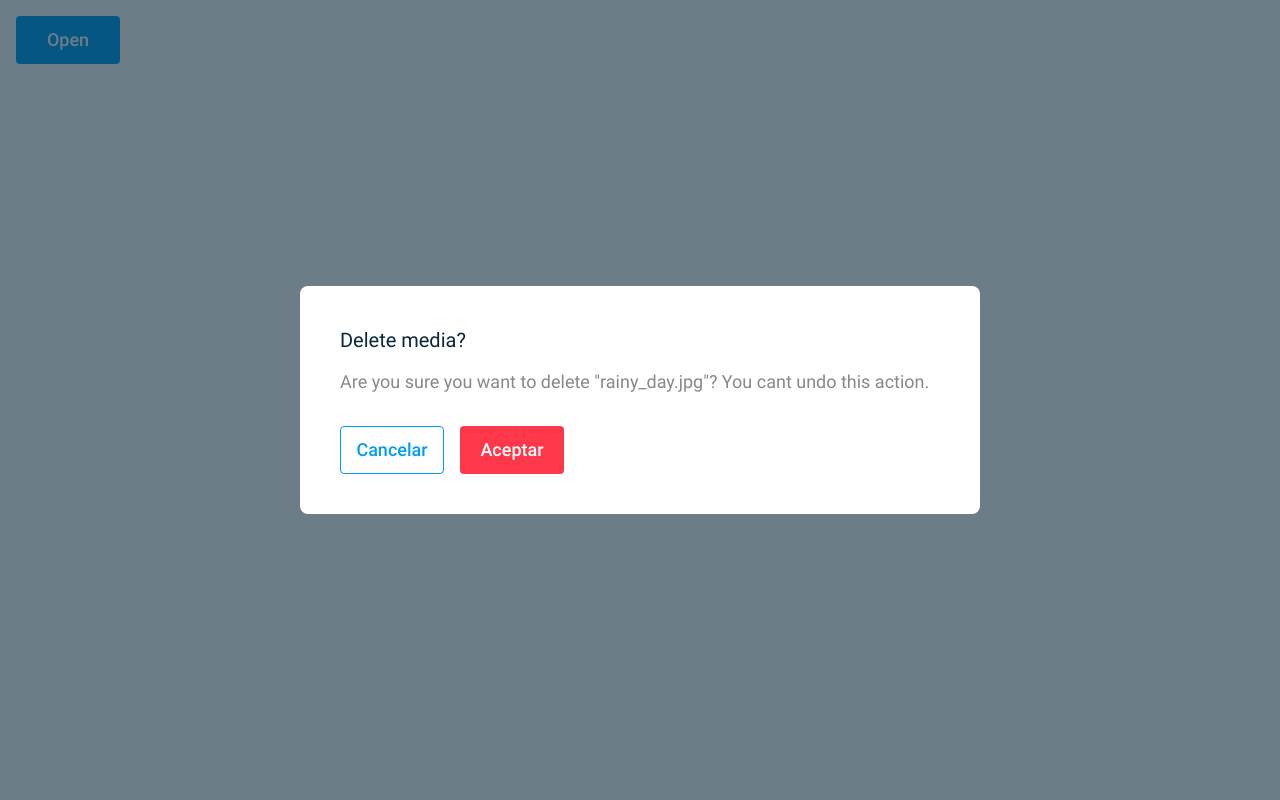 Open
Delete media?
Are you sure you want to delete "rainy_day.jpg"? You cant undo this action.
Cancelar
Aceptar